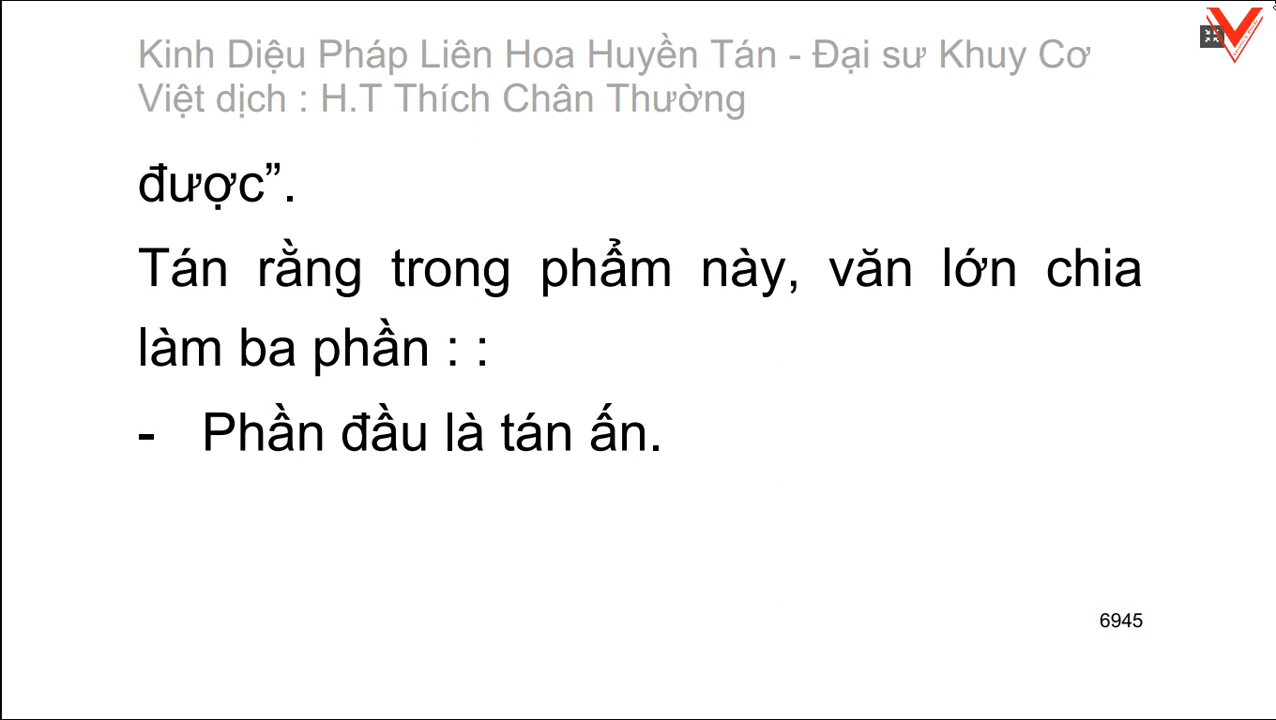 Kinh Diệu Pháp Liên Hoa Huyền Tán - Đại sư Khuy Cơ
Việt dịch : H.T Thích Chân Thường
được”.
Tán rằng trong phẩm này, văn lớn chia
làm ba phần : :
- Phần đầu là tán ấn.
6945